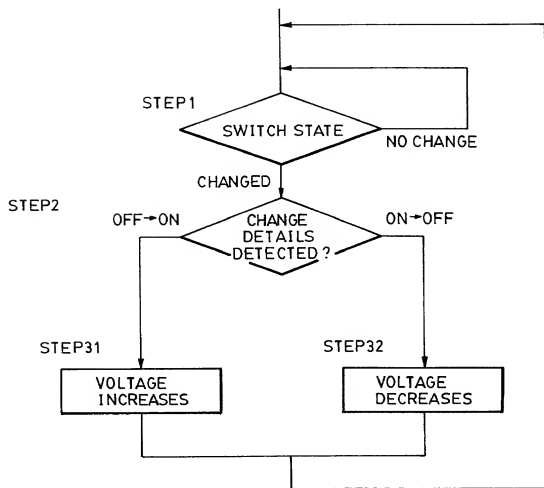 STEP1
SWITCH STATE
NO CHANGE
CHANGED
STEP2
OFF→ON
CHANGE
DETAILS
DETECTED?
ON→OFF
STEP31
VOLTAGE
INCREASES
STEP32
VOLTAGE
DECREASES